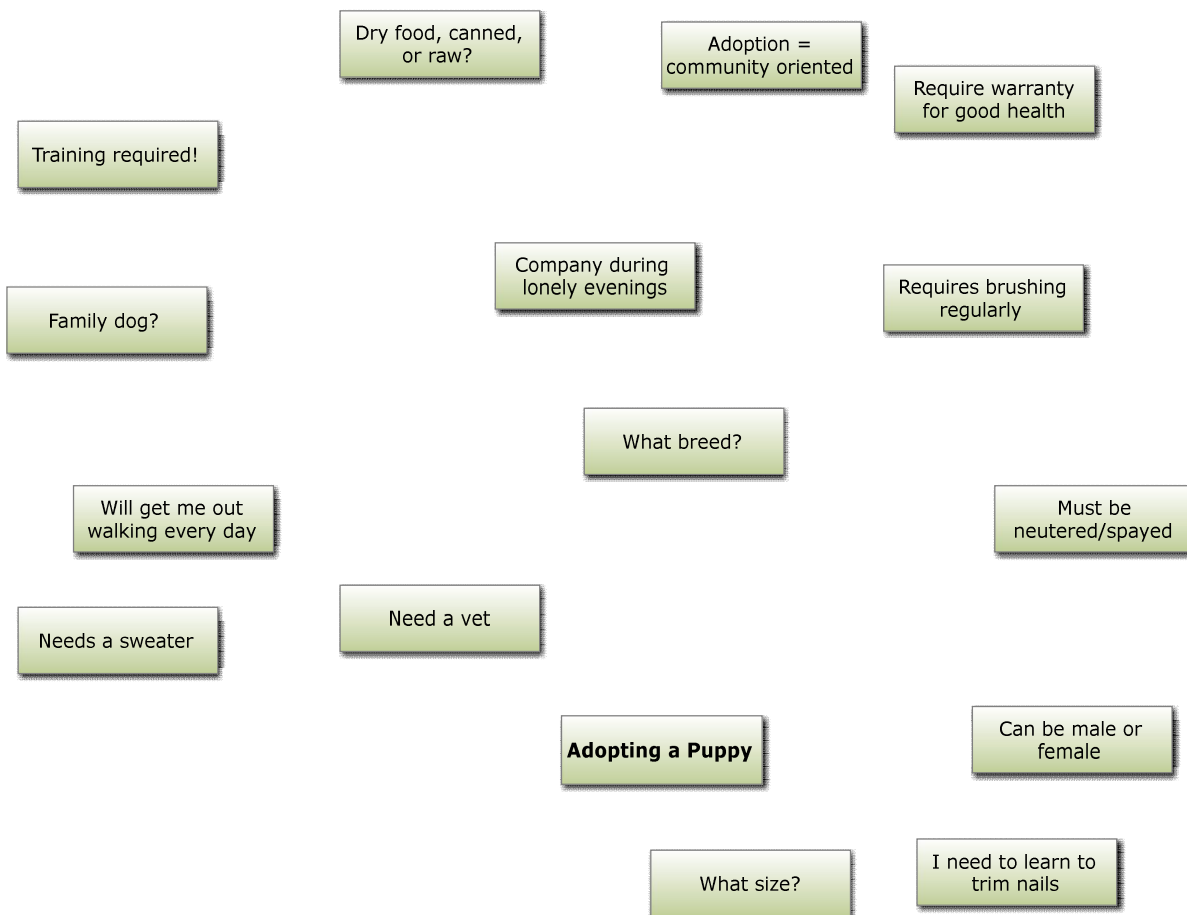 Dry food, canned,
or raw?
Adoption =
community oriented
Require warranty
for good health
Training required!
Company during
lonely evenings
Requires brushing
regularly
Family dog?
What breed?
Will get me out
walking every day
Must be
neutered/spayed
Need a vet
Needs a sweater
Adopting a Puppy
Can be male or
female
What size?
I need to learn to
trim nails